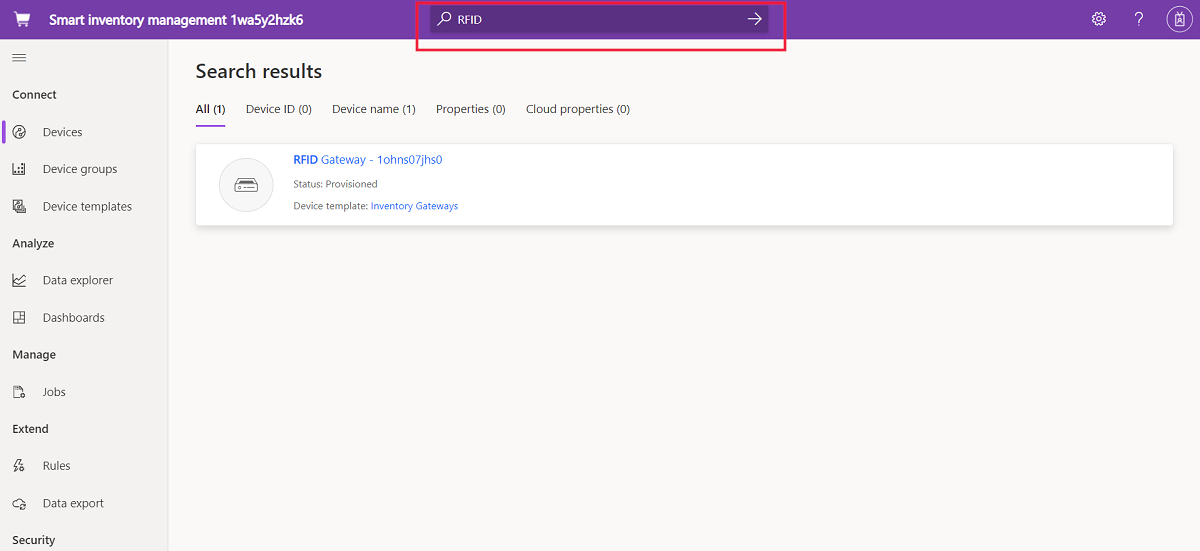 Smart inventory management 1wa5y2hzk6
RFID
?
Connect
Devices
Device groups
Device templates
Analyze
Data explorer
Dashboards
Manage
Jobs
Extend
Rules
Data export
Security
Search results
All (1) Device ID (0) Device name (1) Properties (0) Cloud properties (0)
RFID Gateway - 1ohns07jhs0
Status: Provisioned
Device template: Inventory Gateways